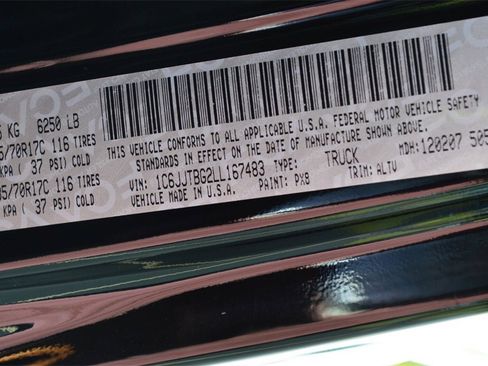 KG 6250 LB
5/70R17C 116 TIRES
KPA ( 37 PSI) COLD
5/70R17C 116 TIRES
KPA ( 37 PSI) COLD
THIS VEHICLE CONFORMS TO ALL APPLICABLE U.S.A. FEDERAL MOTOR VEHICLE SAFETY
STANDARDS IN EFFECT ON THE DATE OF MANUFACTURE SHOWN ABOVE.
VIN: 1C6JJTBG2LL167483 TYPE: TRUCK MDH: 120207 505
MADE IN U.S.A. PAINT: PX8 TRIM: ALTV